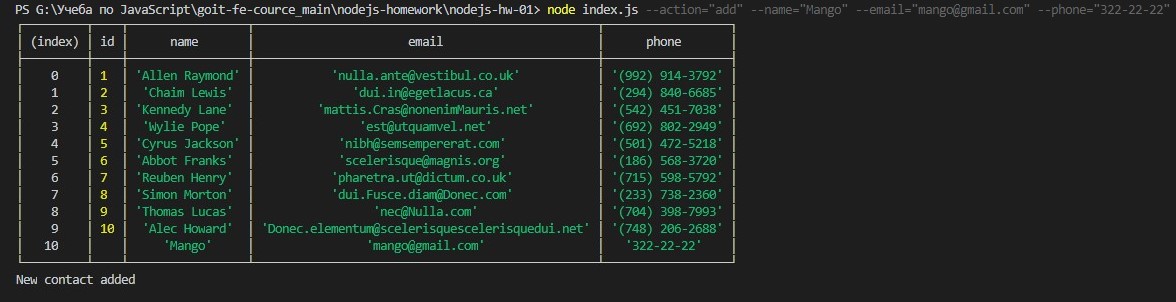 PS G:\Учеба по JavaScript\goit-fe-cource_main\nodejs-homework\nodejs-hw-01> node index.js --action="add" --name="Mango" --email="mango@gmail.com" --phone="322-22-22"
(index) id name email phone
0 1 'Allen Raymond' 'nulla.ante@vestibul.co.uk' '(992) 914-3792'
1 2 'Chaim Lewis' 'dui.in@egetlacus.ca' '(294) 840-6685'
2 3 'Kennedy Lane' 'mattis.Cras@nonenimMauris.net' '(542) 451-7038'
3 4 'Wylie Pope' 'est@utquamvel.net' '(692) 802-2949'
4 5 'Cyrus Jackson' 'nibh@semsempererat.com' '(501) 472-5218'
5 6 'Abbot Franks' 'scelerisque@magnis.org' '(186) 568-3720'
6 7 'Reuben Henry' 'pharetra.ut@dictum.co.uk' '(715) 598-5792'
7 8 'Simon Morton' 'dui.Fusce.diam@Donec.com' '(233) 738-2360'
8 9 'Thomas Lucas' 'nec@Nulla.com' '(704) 398-7993'
9 10 'Alec Howard' 'Donec.elementum@scelerisquescelerisquedui.net' '(748) 206-2688'
10 'Mango' 'mango@gmail.com' '322-22-22'
New contact added